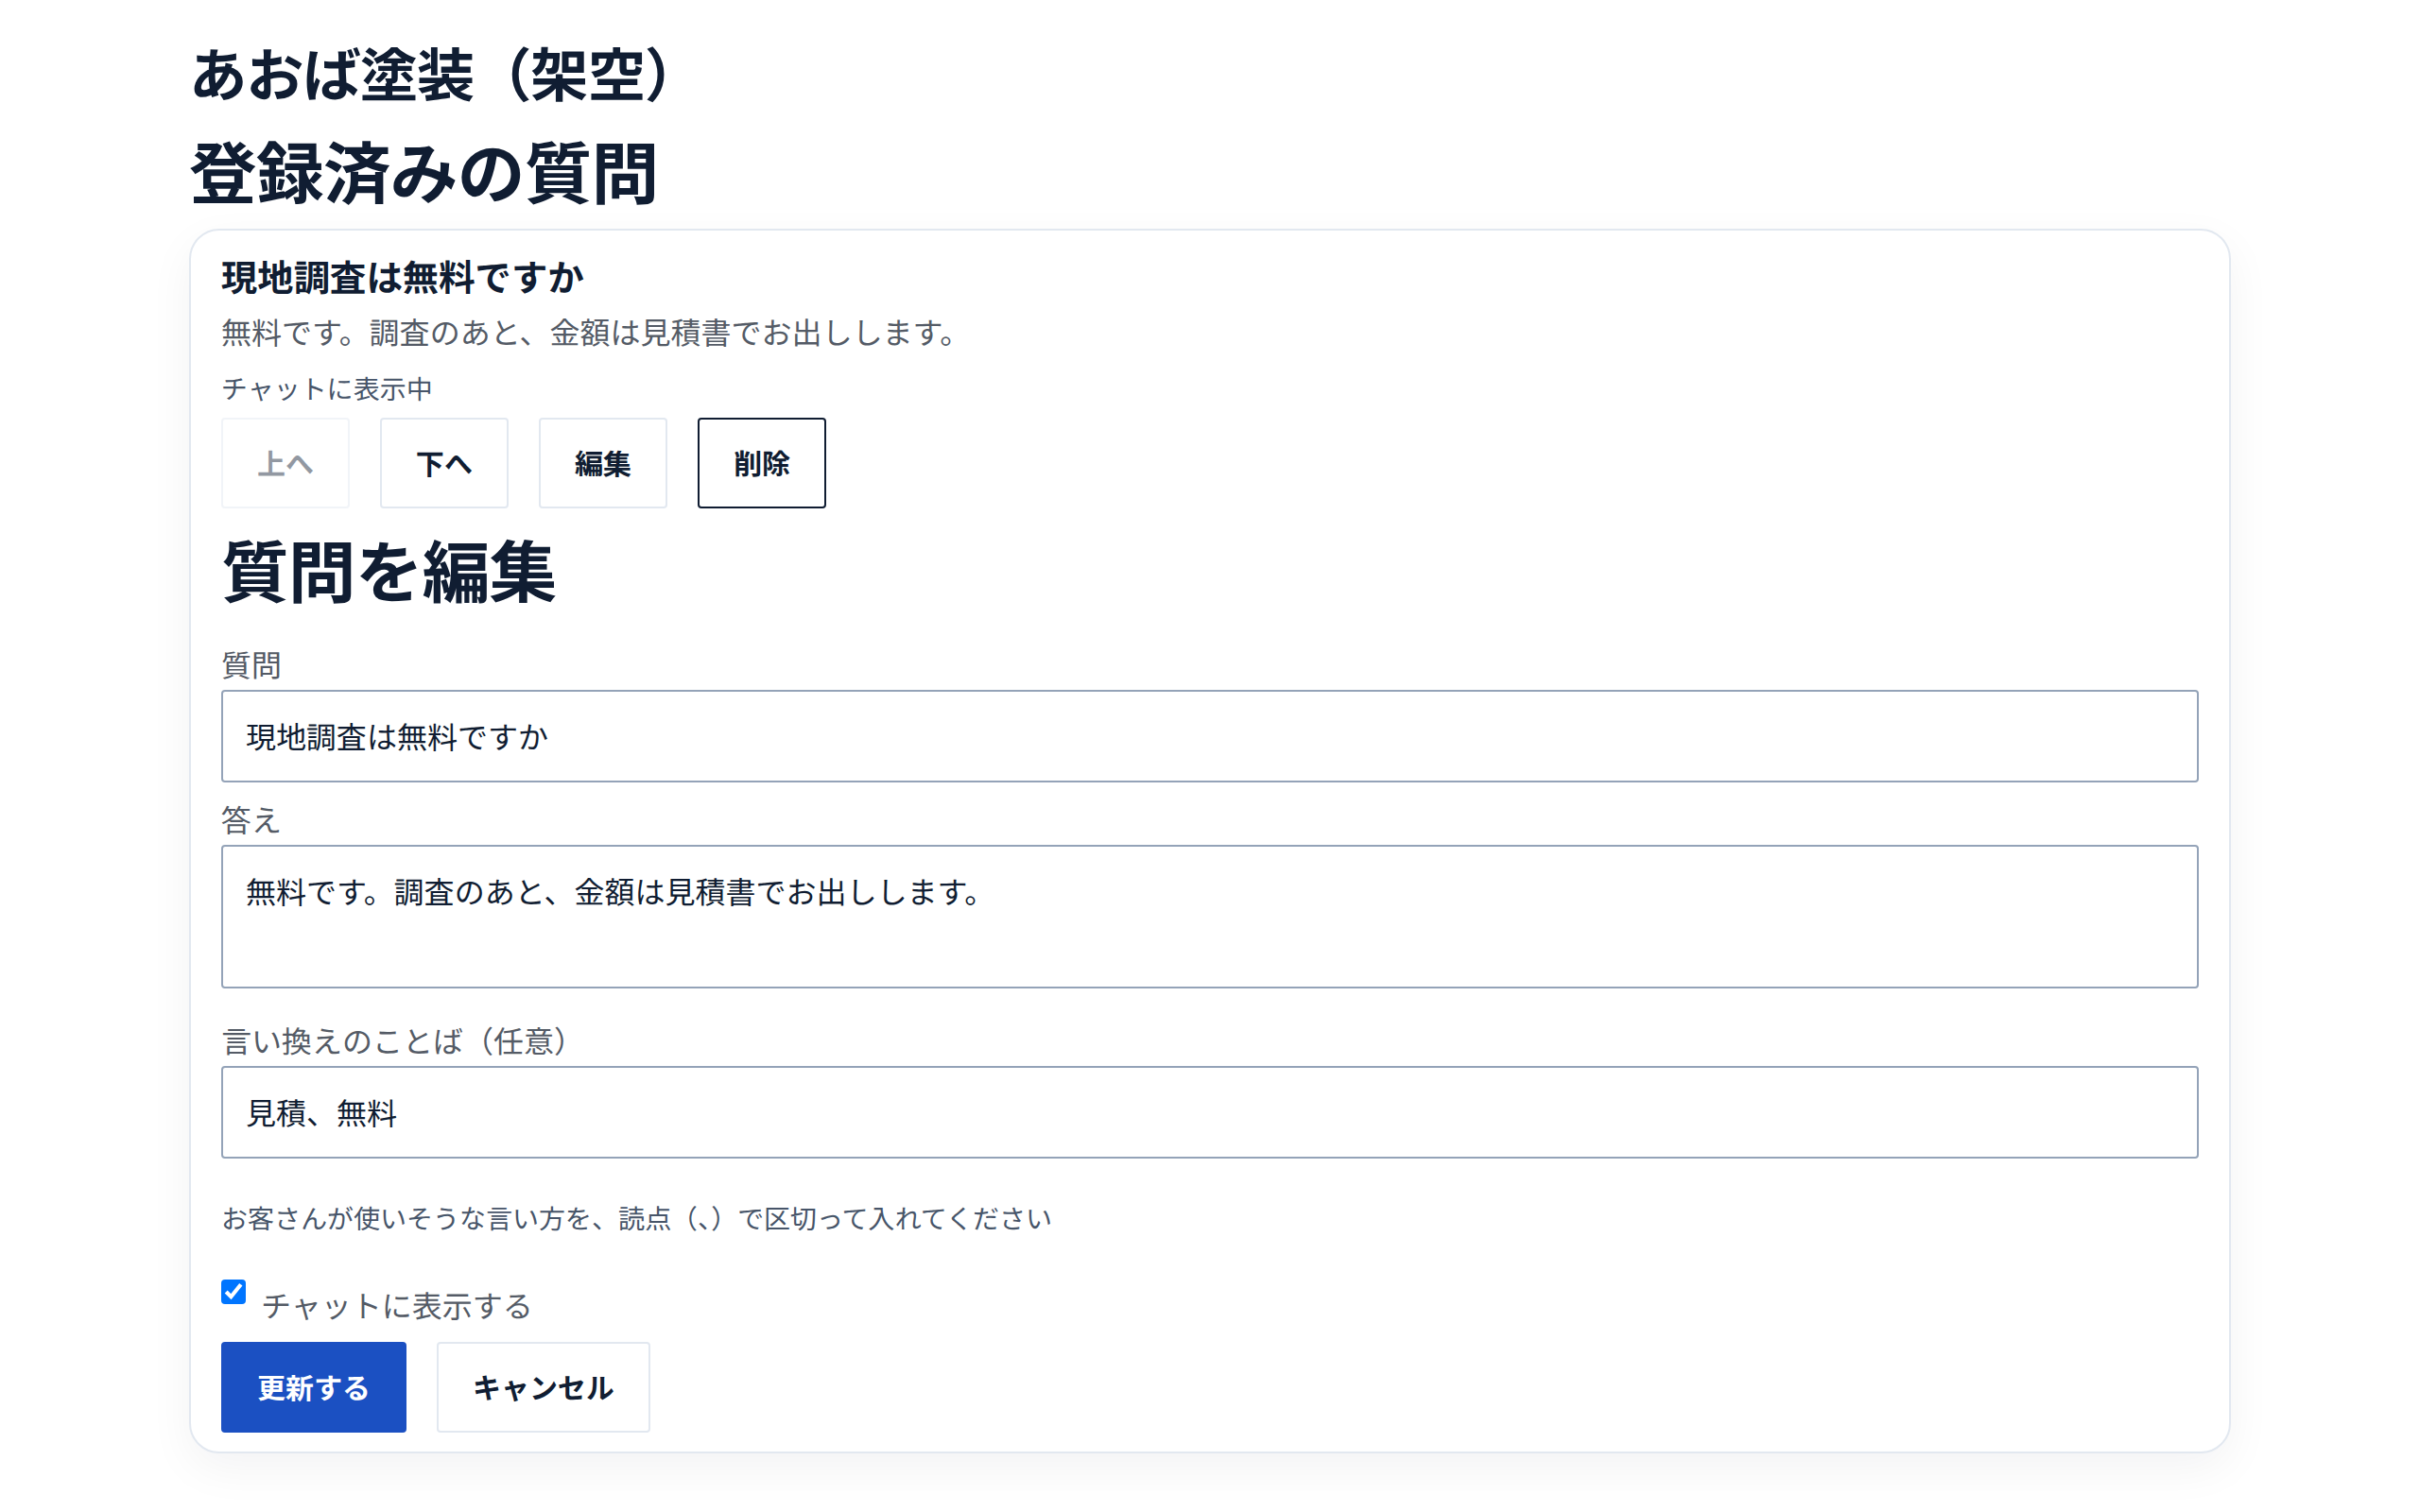 あおば塗装（架空）
登録済みの質問
現地調査は無料ですか
無料です。調査のあと、金額は見積書でお出しします。
チャットに表示中
上へ 下へ 編集 削除
質問を編集
質問
現地調査は無料ですか
答え
無料です。調査のあと、金額は見積書でお出しします。
言い換えのことば（任意）
見積、無料
お客さんが使いそうな言い方を、読点（、）で区切って入れてください
チャットに表示する
更新する キャンセル